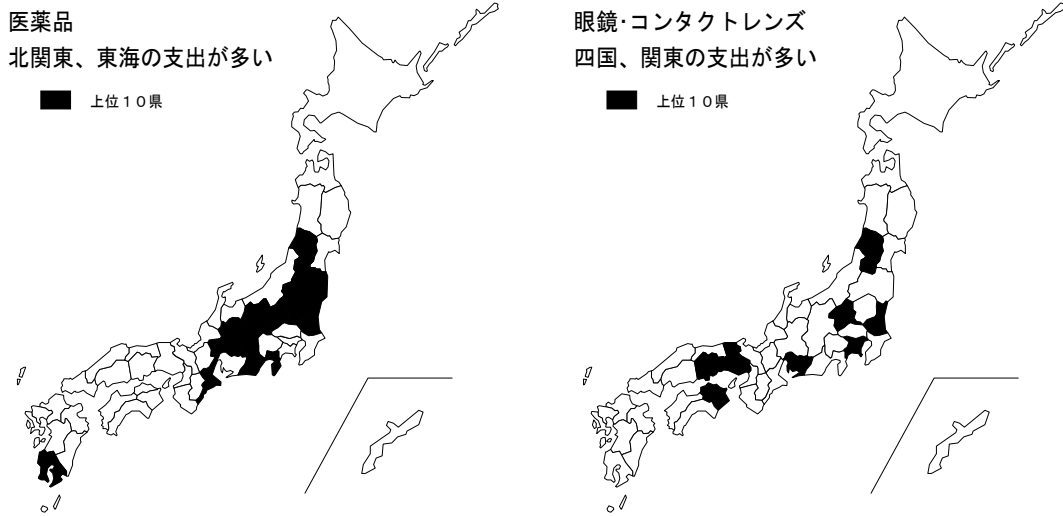 医薬品
北関東、東海の支出が多い
上位１０県
眼鏡･コンタクトレンズ
四国、関東の支出が多い
上位１０県